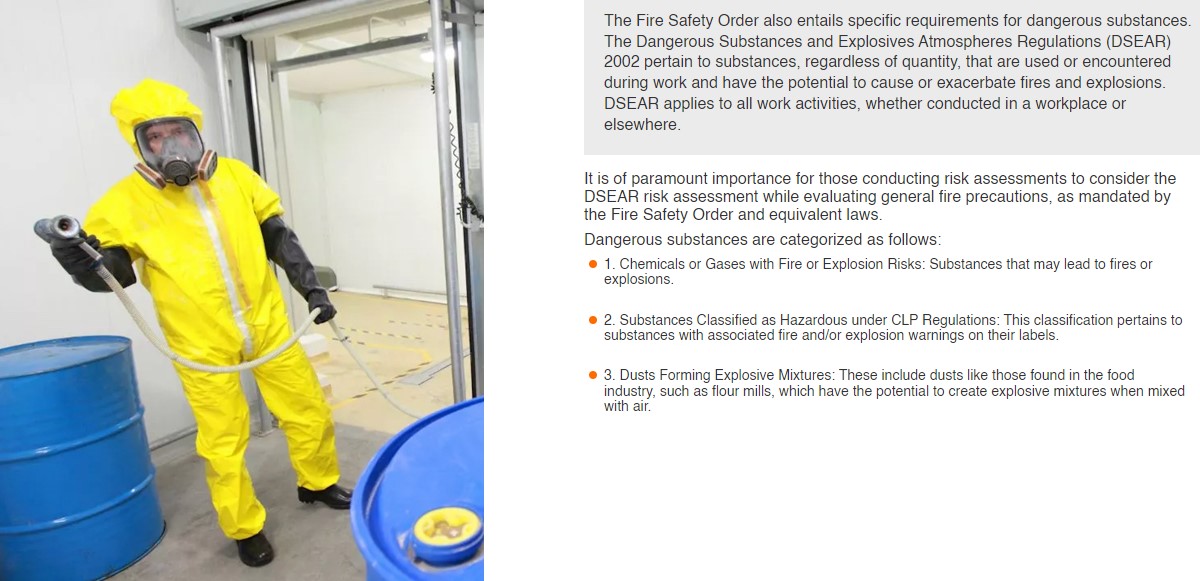 The Fire Safety Order also entails specific requirements for dangerous substances.
The Dangerous Substances and Explosives Atmospheres Regulations (DSEAR)
2002 pertain to substances, regardless of quantity, that are used or encountered
during work and have the potential to cause or exacerbate fires and explosions.
DSEAR applies to all work activities, whether conducted in a workplace or
elsewhere.
It is of paramount importance for those conducting risk assessments to consider the
DSEAR risk assessment while evaluating general fire precautions, as mandated by
the Fire Safety Order and equivalent laws.
Dangerous substances are categorized as follows:
1. Chemicals or Gases with Fire or Explosion Risks: Substances that may lead to fires or
explosions.
2. Substances Classified as Hazardous under CLP Regulations: This classification pertains to
substances with associated fire and/or explosion warnings on their labels.
3. Dusts Forming Explosive Mixtures: These include dusts like those found in the food
industry, such as flour mills, which have the potential to create explosive mixtures when mixed
with air.